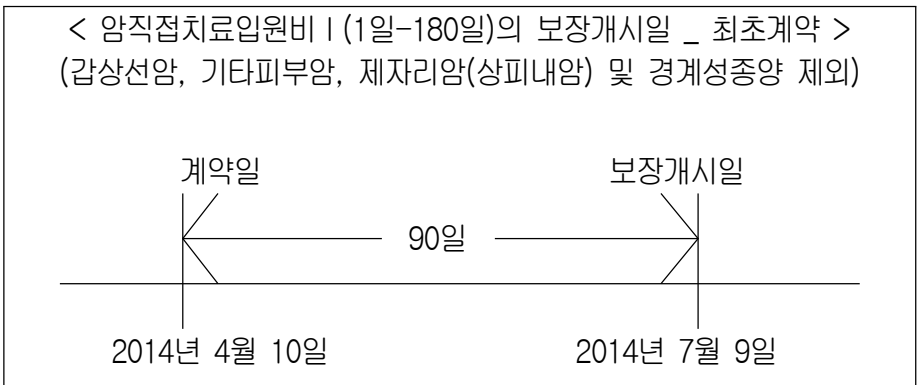 < 암직접치료입원비Ⅰ(1일-180일)의 보장개시일 _ 최초계약 >
(갑상선암, 기타피부암, 제자리암(상피내암) 및 경계성종양 제외)
계약일 보장개시일
90일
2014년 4월 10일 2014년 7월 9일